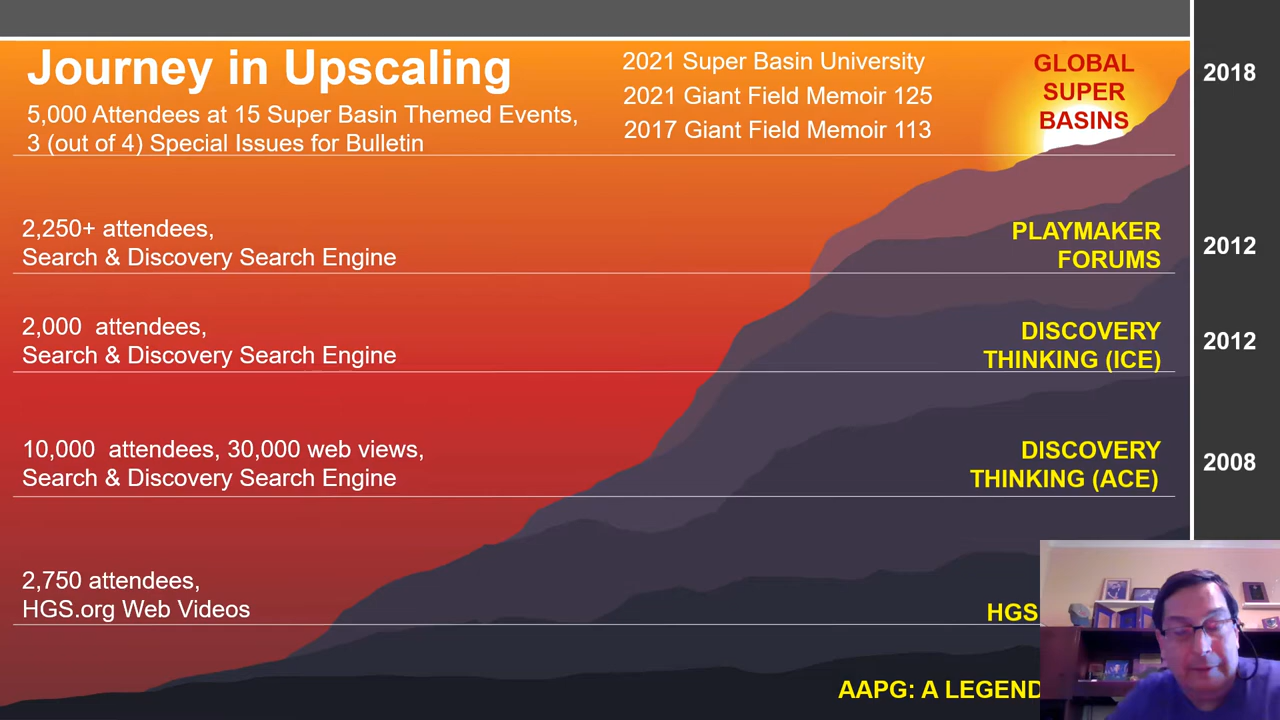 Journey in Upscaling
5,000 Attendees at 15 Super Basin Themed Events,
3 (out of 4) Special Issues for Bulletin
2021 Super Basin University
2021 Giant Field Memoir 125
2017 Giant Field Memoir 113
GLOBAL
SUPER
BASINS
2018
2,250+ attendees,
Search & Discovery Search Engine
PLAYMAKER
FORUMS
2012
2,000  attendees,
Search & Discovery Search Engine
DISCOVERY
THINKING (ICE)
2012
10,000  attendees, 30,000 web views,
Search & Discovery Search Engine
DISCOVERY
THINKING (ACE)
2008
2,750 attendees,
HGS.org Web Videos
HGS
AAPG: A LEGEND